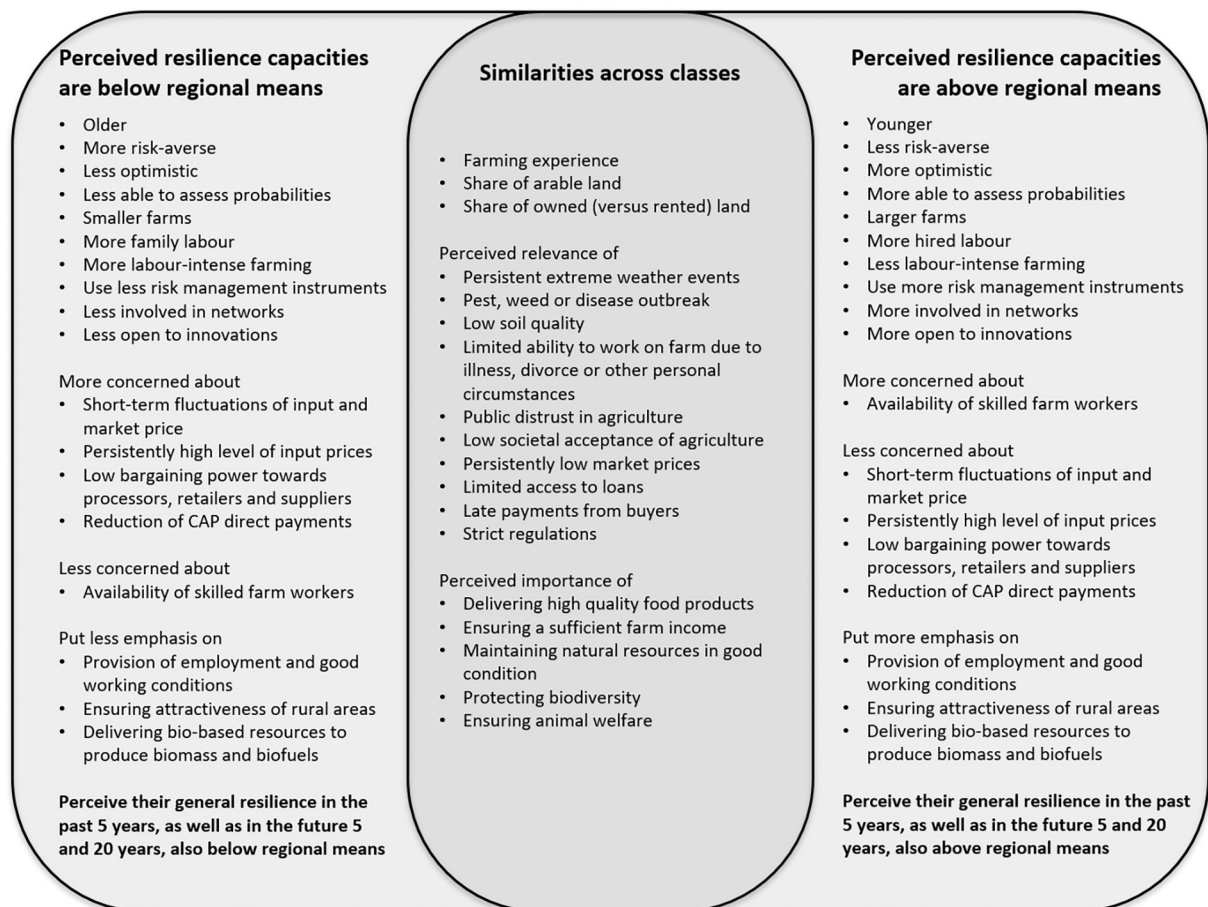 Perceived resilience capacities
are below regional means
• Older
• More risk-averse
• Less optimistic
• Less able to assess probabilities
• Smaller farms
• More family labour
• More labour-intense farming
• Use less risk management instruments
• Less involved in networks
• Less open to innovations
More concerned about
• Short-term fluctuations of input and
market price
• Persistently high level of input prices
• Low bargaining power towards
processors, retailers and suppliers
• Reduction of CAP direct payments
Less concerned about
• Availability of skilled farm workers
Put less emphasis on
• Provision of employment and good
working conditions
• Ensuring attractiveness of rural areas
• Delivering bio-based resources to
produce biomass and biofuels
Perceive their general resilience in the
past 5 years, as well as in the future 5
and 20 years, also below regional means
Similarities across classes
• Farming experience
• Share of arable land
• Share of owned (versus rented) land
Perceived relevance of
• Persistent extreme weather events
• Pest, weed or disease outbreak
• Low soil quality
• Limited ability to work on farm due to
illness, divorce or other personal
circumstances
• Public distrust in agriculture
• Low societal acceptance of agriculture
• Persistently low market prices
• Limited access to loans
• Late payments from buyers
• Strict regulations
Perceived importance of
• Delivering high quality food products
• Ensuring a sufficient farm income
• Maintaining natural resources in good
condition
• Protecting biodiversity
• Ensuring animal welfare
Perceived resilience capacities
are above regional means
• Younger
• Less risk-averse
• More optimistic
• More able to assess probabilities
• Larger farms
• More hired labour
• Less labour-intense farming
• Use more risk management instruments
• More involved in networks
• More open to innovations
More concerned about
• Availability of skilled farm workers
Less concerned about
• Short-term fluctuations of input and
market price
• Persistently high level of input prices
• Low bargaining power towards
processors, retailers and suppliers
• Reduction of CAP direct payments
Put more emphasis on
• Provision of employment and good
working conditions
• Ensuring attractiveness of rural areas
• Delivering bio-based resources to
produce biomass and biofuels
Perceive their general resilience in the past
5 years, as well as in the future 5 and 20
years, also above regional means